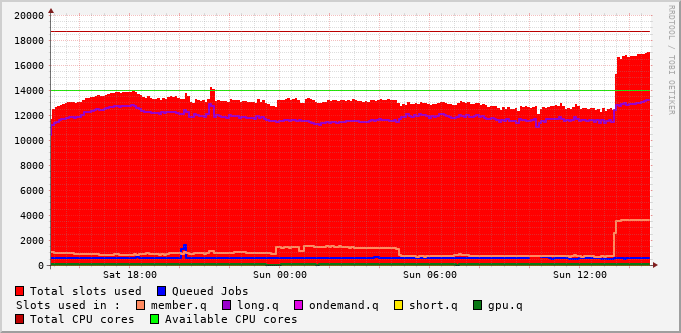 20000
18000
16000
14000
12000
10000
8000
6000
4000
2000
0
Sat 18:00 Sun 00:00 Sun 06:00 Sun 12:00
RRDTOOL / TOBI OETIKER
Total slots used Queued Jobs
Slots used in : member.q long.q ondemand.q short.q gpu.q
Total CPU cores Available CPU cores